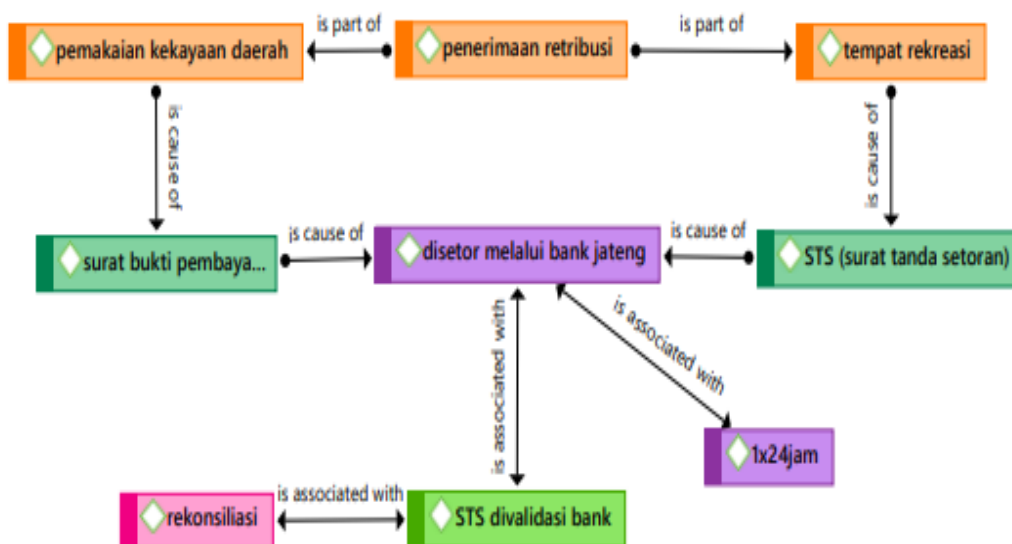 is part of
is part of
pemakaian kekayaan daerah
penerimaan retribusi
tempat rekreasi
is cause of
is cause of
is cause of
is cause of
surat bukti pembaya...
disetor melalui bank jateng
STS (surat tanda setoran)
is associated with
is associated with
1x24jam
is associated with
rekonsiliasi
STS divalidasi bank